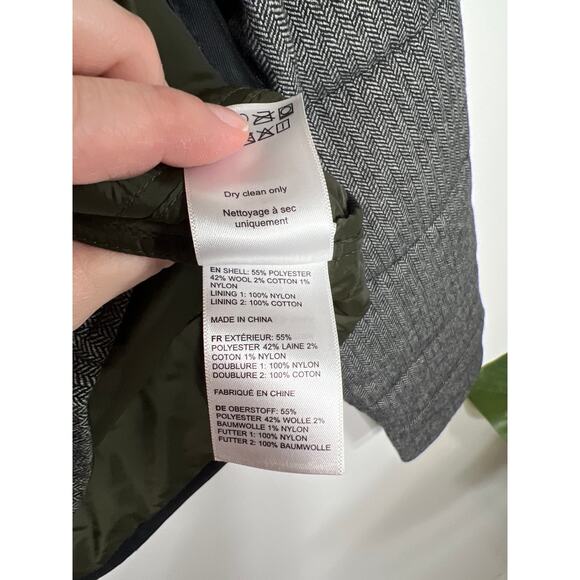 Dry clean only
Nettoyage à sec
uniquement
EN SHELL: 55% POLYESTER
42% WOOL 2% COTTON 1%
NYLON
LINING 1: 100% NYLON
LINING 2: 100% COTTON
MADE IN CHINA
FR EXTÉRIEUR: 55%
POLYESTER 42% LAINE 2%
COTON 1% NYLON
DOUBLURE 1: 100% NYLON
DOUBLURE 2: 100% COTON
FABRIQUÉ EN CHINE
DE OBERSTOFF: 55%
POLYESTER 42% WOLLE 2%
BAUMWOLLE 1% NYLON
FUTTER 1: 100% NYLON
FUTTER 2: 100% BAUMWOLLE